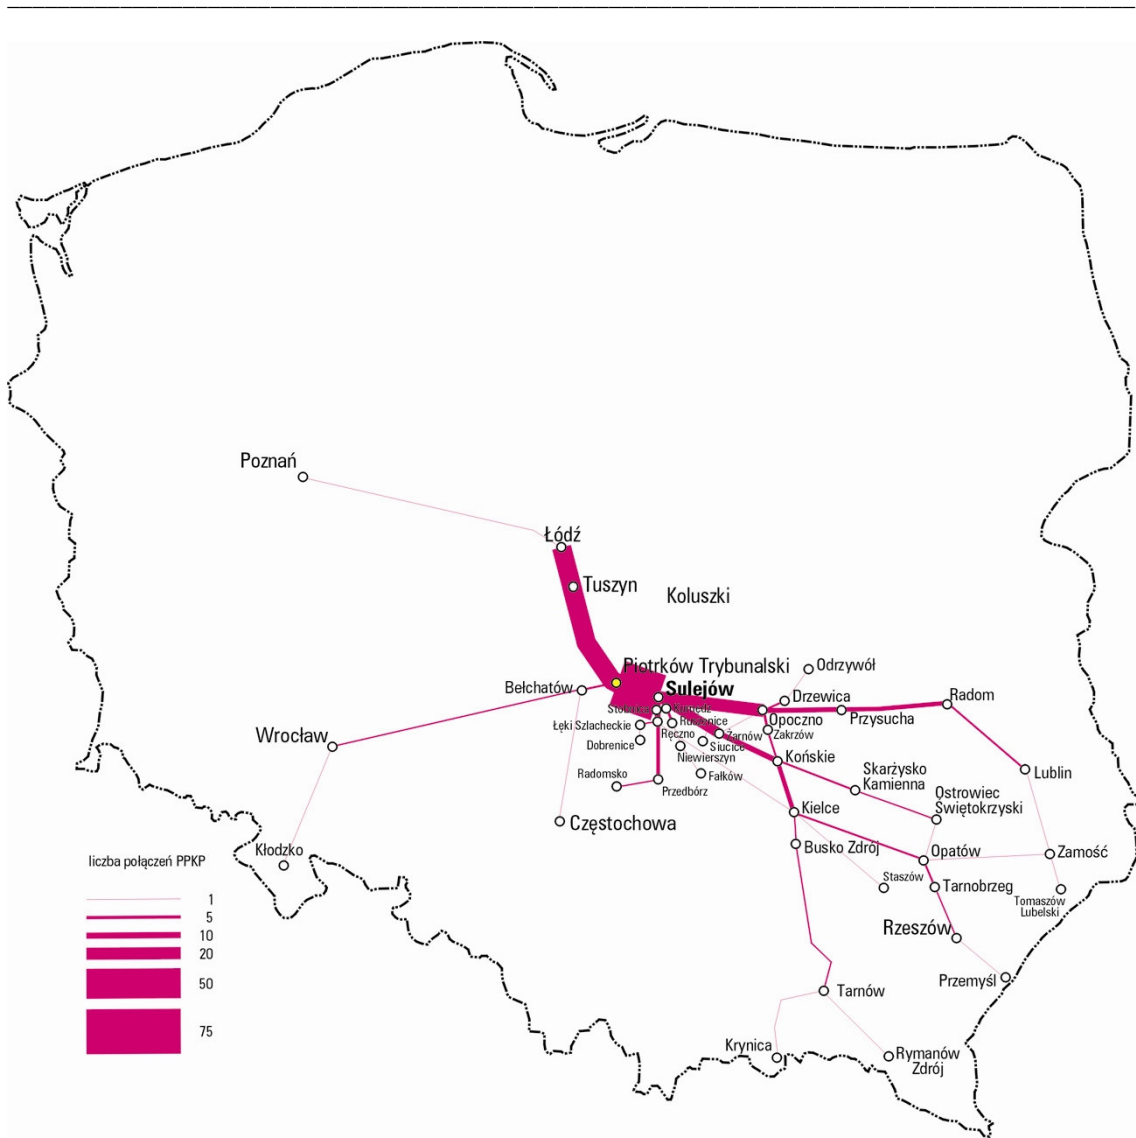 Poznań
Łódź
Tuszyn
Koluszki
Piotrków Trybunalski
Odrzywół
Bełchatów
Sulejów
Drzewica
Radom
Kurnędz
Opoczno
Przysucha
Łęki Szlacheckie
Ręczno
Żarnów
Zakrzów
Wrocław
Dobrenice
Siucice
Niewierszyn
Końskie
Radomsko
Fałków
Skarżysko
Kamienna
Lublin
Przedbórz
Ostrowiec
Świętokrzyski
Kielce
Częstochowa
Busko Zdrój
Opatów
Zamość
Kłodzko
Staszów
Tarnobrzeg
Tomaszów
Lubelski
Rzeszów
Przemyśl
Tarnów
Krynica
Rymanów
Zdrój
liczba połączeń PPKP
1
5
10
20
50
75